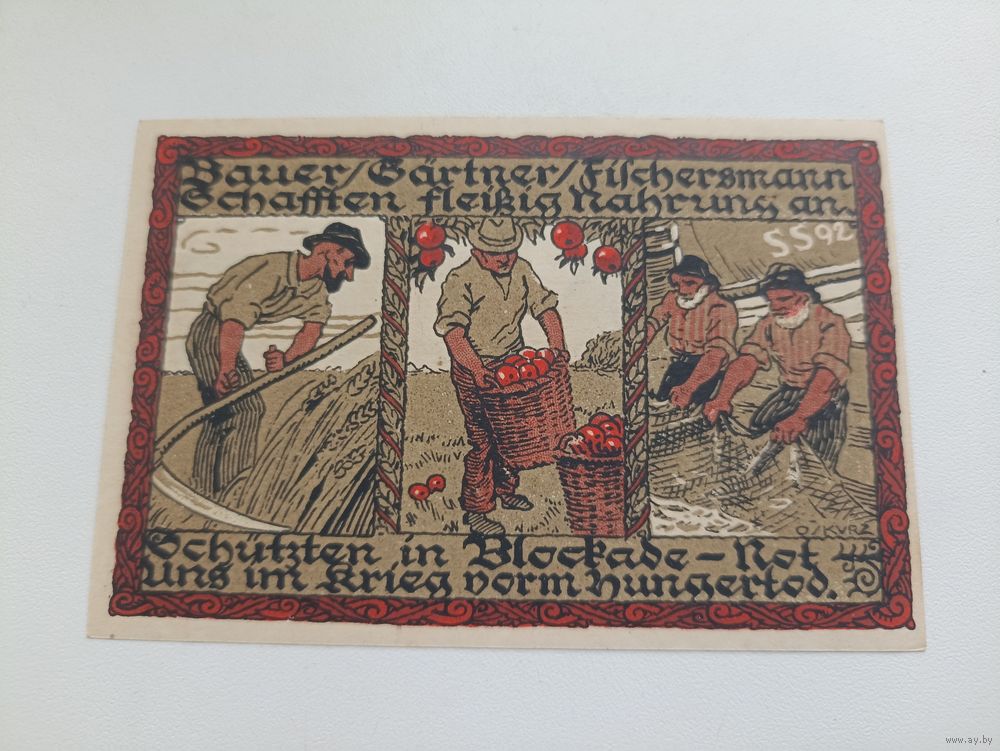 Bauer/Gärtner/Fischersmann
Schafften fleißig Nahrung an.
SS92
O/KURZ
Schützten in Blockade-Not
uns im Krieg vorm Hungertod.
www.ay.by